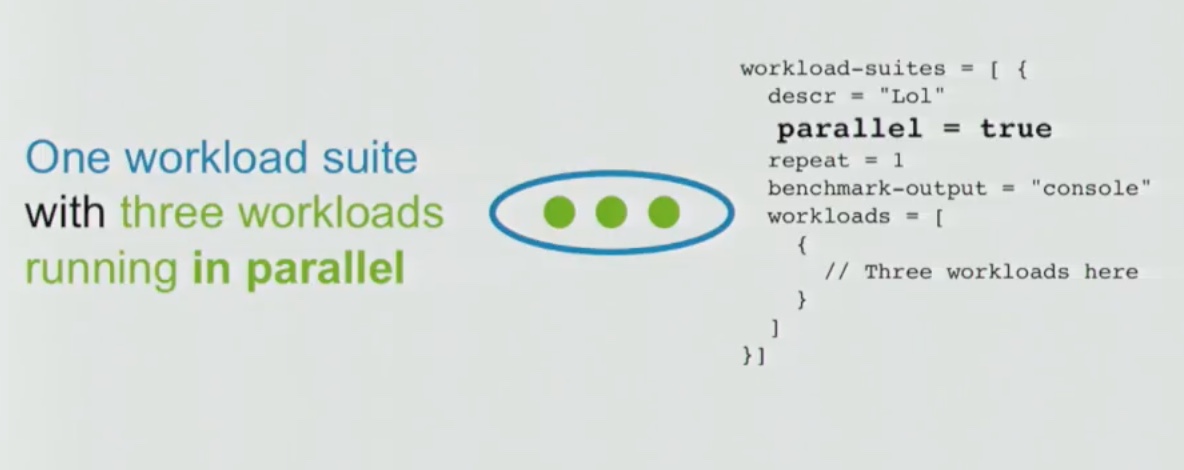 One workload suite
with three workloads
running in parallel
workload-suites = [ {
descr = "Lol"
parallel = true
repeat = 1
benchmark-output = "console"
workloads = [
{
// Three workloads here
}
]
}]